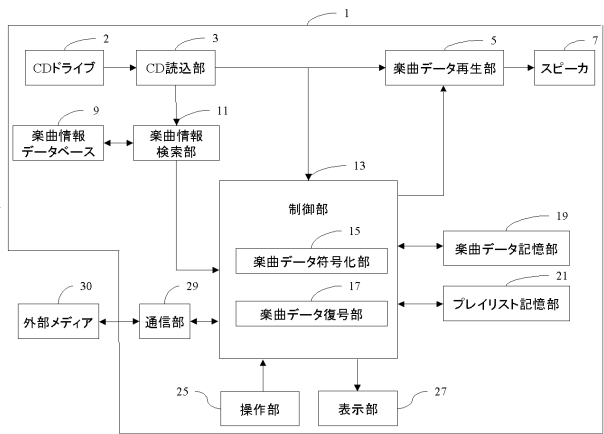 1
2
CDドライブ
3
CD読込部
5
楽曲データ再生部
7
スピーカ
9
楽曲情報
データベース
11
楽曲情報
検索部
13
制御部
15
楽曲データ符号化部
17
楽曲データ復号部
19
楽曲データ記憶部
21
プレイリスト記憶部
30
外部メディア
29
通信部
25
操作部
27
表示部